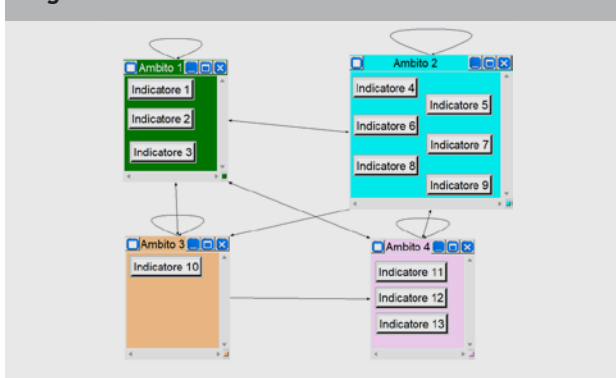 Ambito 1
Indicatore 1
Indicatore 2
Indicatore 3
Ambito 2
Indicatore 4
Indicatore 5
Indicatore 6
Indicatore 7
Indicatore 8
Indicatore 9
Ambito 3
Indicatore 10
Ambito 4
Indicatore 11
Indicatore 12
Indicatore 13